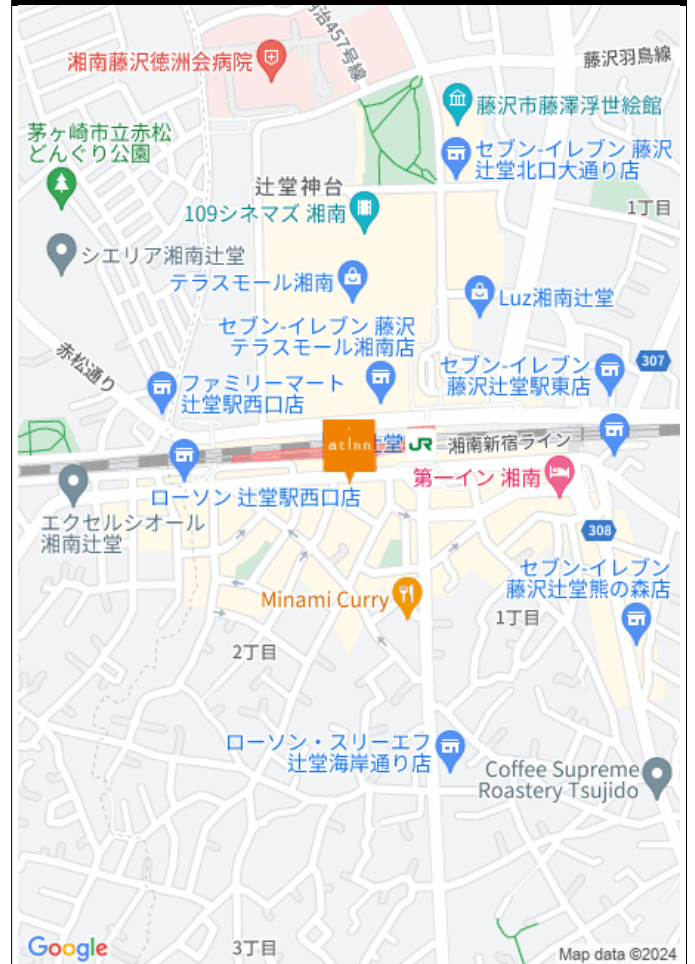 治457号線
藤沢羽鳥線
湘南藤沢徳洲会病院
藤沢市藤澤浮世絵館
茅ヶ崎市立赤松
どんぐり公園
セブン-イレブン 藤沢
辻堂北口大通り店
辻堂神台
1丁目
109シネマズ 湘南
シエリア湘南辻堂
テラスモール湘南
Luz湘南辻堂
セブン-イレブン 藤沢
テラスモール湘南店
赤松通り
307
セブン-イレブン
藤沢辻堂駅東店
ファミリーマート
辻堂駅西口店
at inn
堂
JR
湘南新宿ライン
第一イン 湘南
ローソン 辻堂駅西口店
エクセルシオール
湘南辻堂
308
セブン-イレブン
藤沢辻堂熊の森店
Minami Curry
1丁目
2丁目
ローソン・スリーエフ
辻堂海岸通り店
Coffee Supreme
Roastery Tsujido
3丁目
Google
Map data ©2024